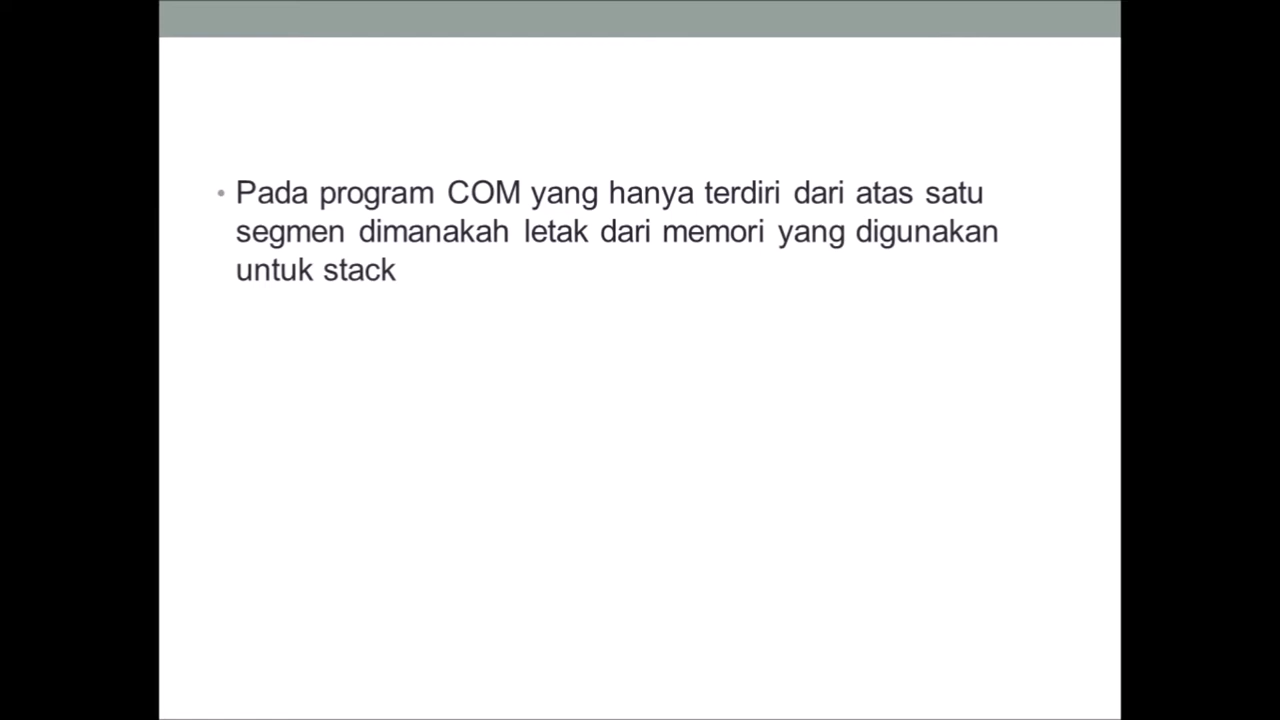 • Pada program COM yang hanya terdiri dari atas satu
segmen dimanakah letak dari memori yang digunakan
untuk stack